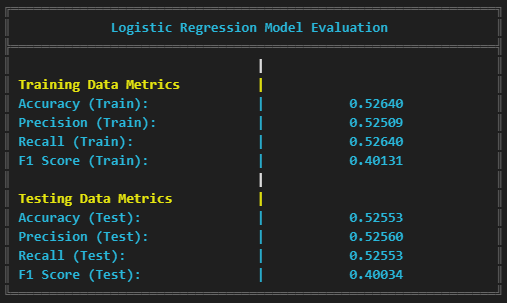 Logistic Regression Model Evaluation
Training Data Metrics
Accuracy (Train): | 0.52640
Precision (Train): | 0.52509
Recall (Train): | 0.52640
F1 Score (Train): | 0.40131
Testing Data Metrics
Accuracy (Test): | 0.52553
Precision (Test): | 0.52560
Recall (Test): | 0.52553
F1 Score (Test): | 0.40034